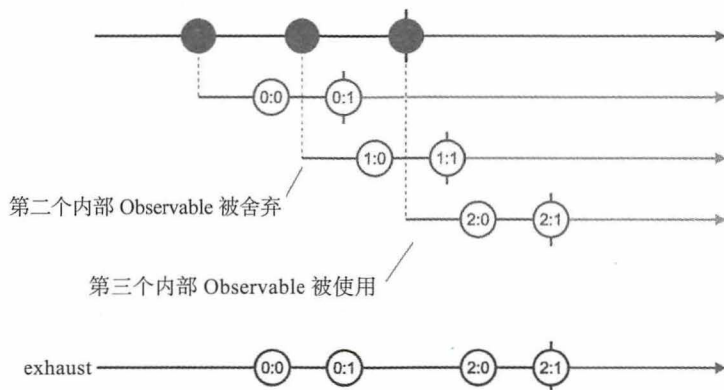 0:0 0:1
1:0 1:1
第二个内部 Observable 被舍弃
2:0 2:1
第三个内部 Observable 被使用
exhaust 0:0 0:1 2:0 2:1